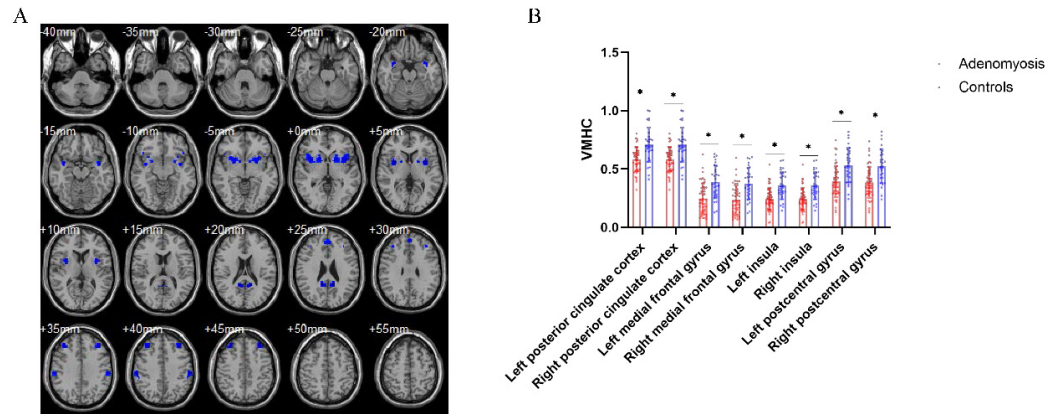 A
B
-40mm -35mm -30mm -25mm -20mm
-15mm -10mm -5mm +0mm +5mm
+10mm +15mm +20mm +25mm +30mm
+35mm +40mm +45mm +50mm +55mm
VMHC
1.5
1.0
0.5
0.0
* * * * * * * *
Left posterior cingulate cortex
Right posterior cingulate cortex
Left medial frontal gyrus
Right medial frontal gyrus
Left insula
Right insula
Left postcentral gyrus
Right postcentral gyrus
Adenomyosis
Controls